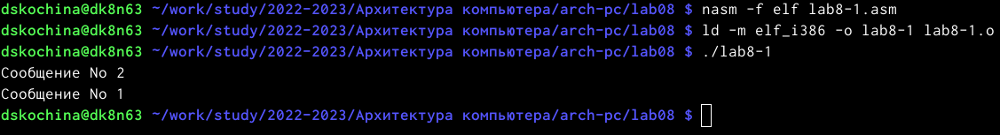 dskochina@dk8n63 ~/work/study/2022-2023/Архитектура компьютера/arch-pc/lab08 $ nasm -f elf lab8-1.asm
dskochina@dk8n63 ~/work/study/2022-2023/Архитектура компьютера/arch-pc/lab08 $ ld -m elf_i386 -o lab8-1 lab8-1.o
dskochina@dk8n63 ~/work/study/2022-2023/Архитектура компьютера/arch-pc/lab08 $ ./lab8-1
Сообщение No 2
Сообщение No 1
dskochina@dk8n63 ~/work/study/2022-2023/Архитектура компьютера/arch-pc/lab08 $